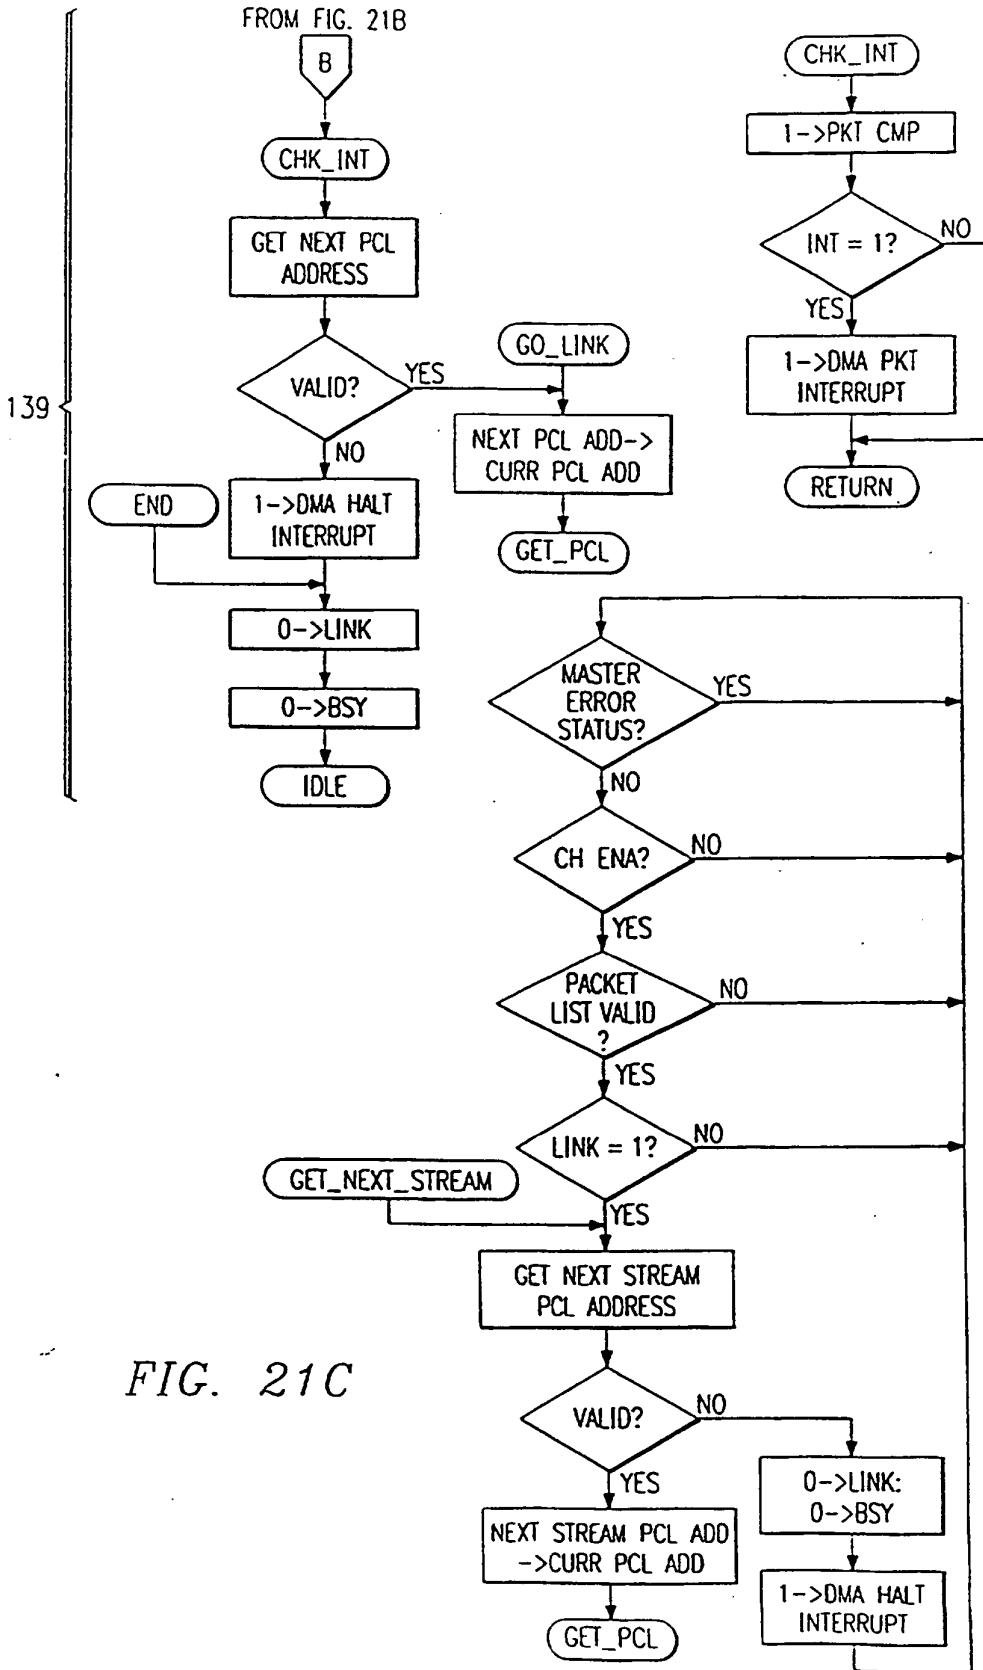 FROM FIG. 21B
B
CHK_INT
GET NEXT PCL
ADDRESS
VALID?
YES
NO
139
END
1->DMA HALT
INTERRUPT
0->LINK
0->BSY
IDLE
GO_LINK
NEXT PCL ADD->
CURR PCL ADD
GET_PCL
CHK_INT
1->PKT CMP
INT = 1?
NO
YES
1->DMA PKT
INTERRUPT
RETURN
MASTER
ERROR
STATUS?
YES
NO
CH ENA?
NO
YES
PACKET
LIST VALID
?
NO
YES
LINK = 1?
NO
GET_NEXT_STREAM
YES
GET NEXT STREAM
PCL ADDRESS
VALID?
NO
YES
NEXT STREAM PCL ADD
->CURR PCL ADD
GET_PCL
0->LINK:
0->BSY
1->DMA HALT
INTERRUPT
FIG. 21C